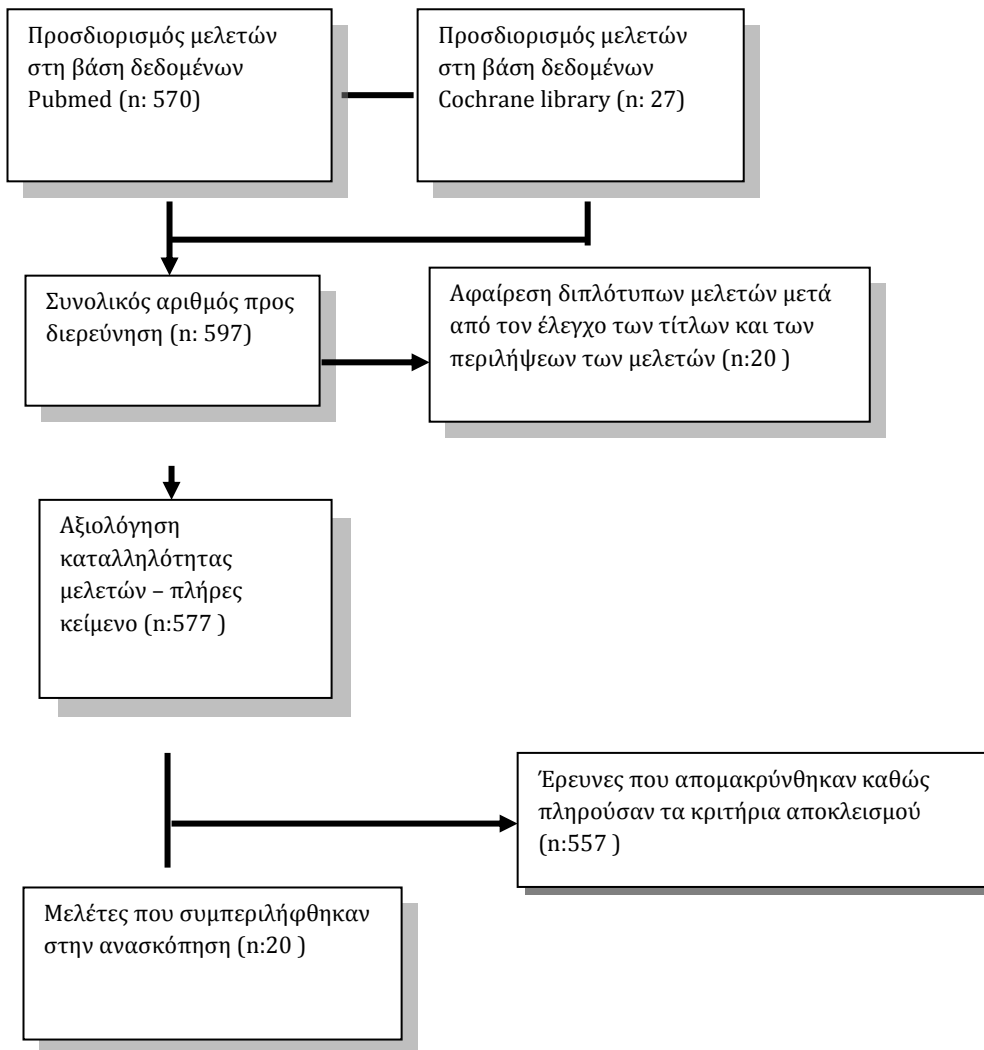 Προσδιορισμός μελετών
στη βάση δεδομένων
Pubmed (n: 570)
Προσδιορισμός μελετών
στη βάση δεδομένων
Cochrane library (n: 27)
Συνολικός αριθμός προς
διερεύνηση (n: 597)
Αφαίρεση διπλότυπων μελετών μετά
από τον έλεγχο των τίτλων και των
περιλήψεων των μελετών (n:20 )
Αξιολόγηση
καταλληλότητας
μελετών – πλήρες
κείμενο (n:577 )
Έρευνες που απομακρύνθηκαν καθώς
πληρούσαν τα κριτήρια αποκλεισμού
(n:557 )
Μελέτες που συμπεριλήφθηκαν
στην ανασκόπηση (n:20 )